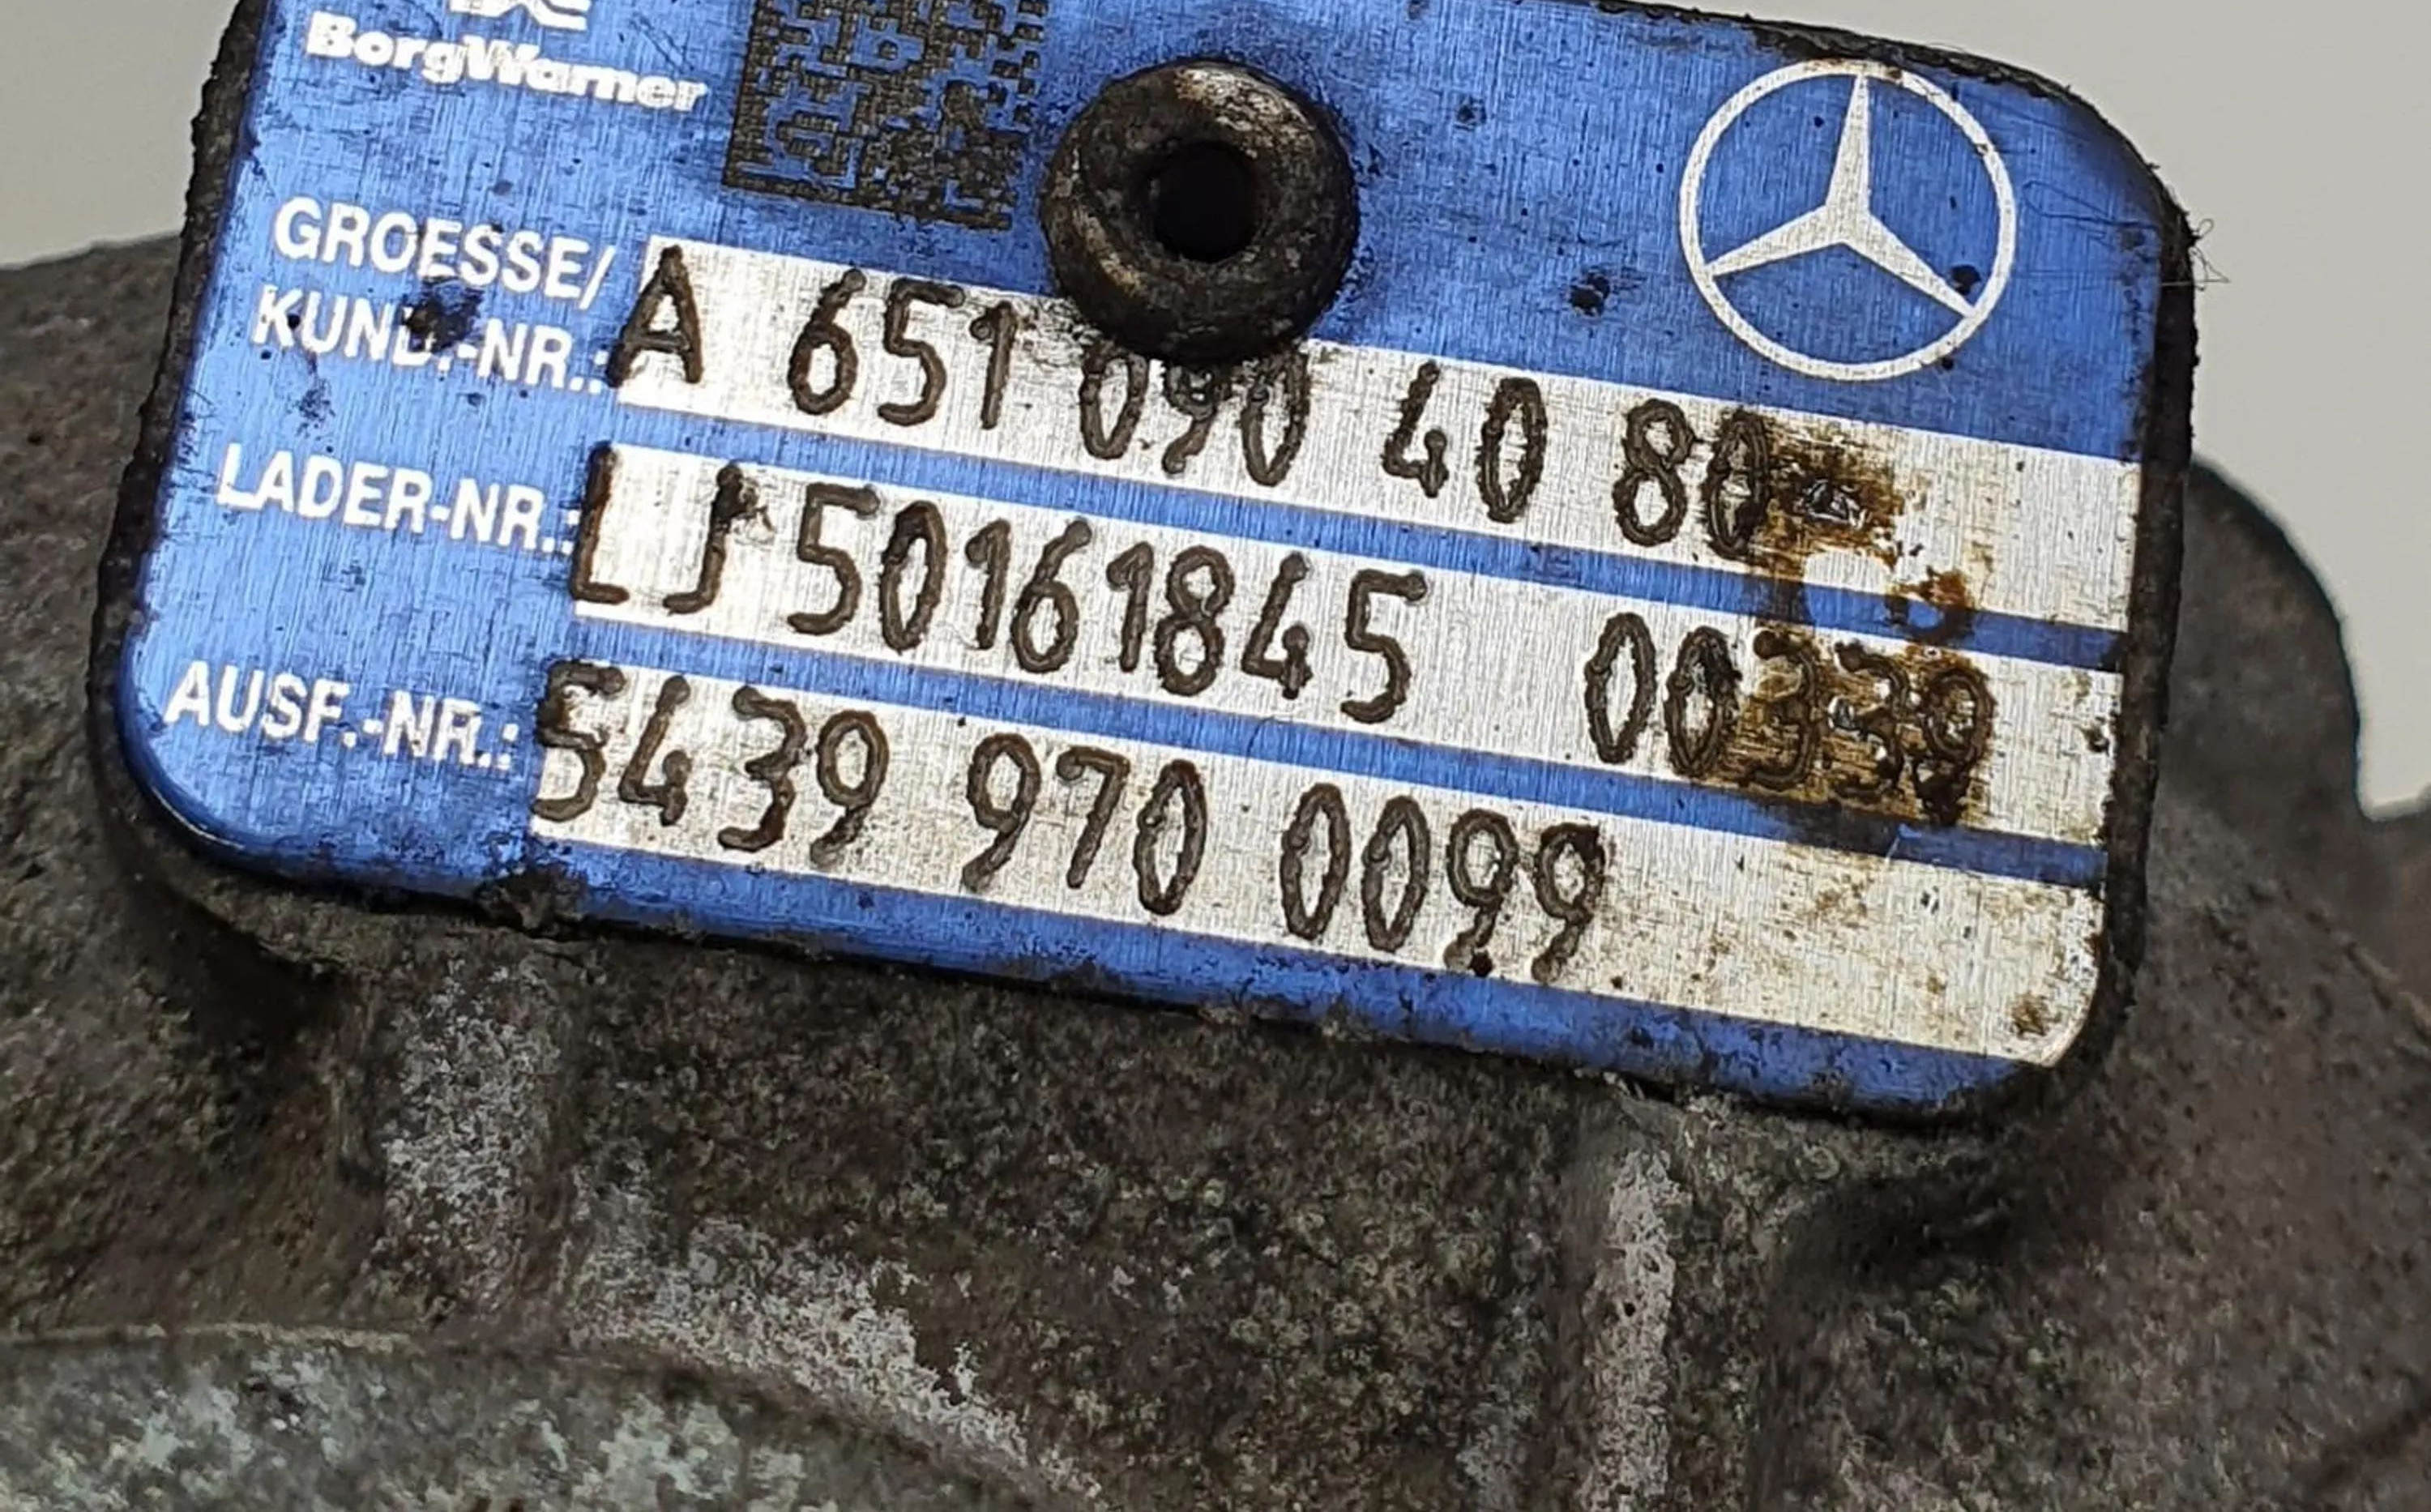 BorgWarner
GROESSE/
KUND.-NR.: A 651 090 40 80
LADER-NR.: LJ 50161845 00339
AUSF.-NR.: 5439 970 0099